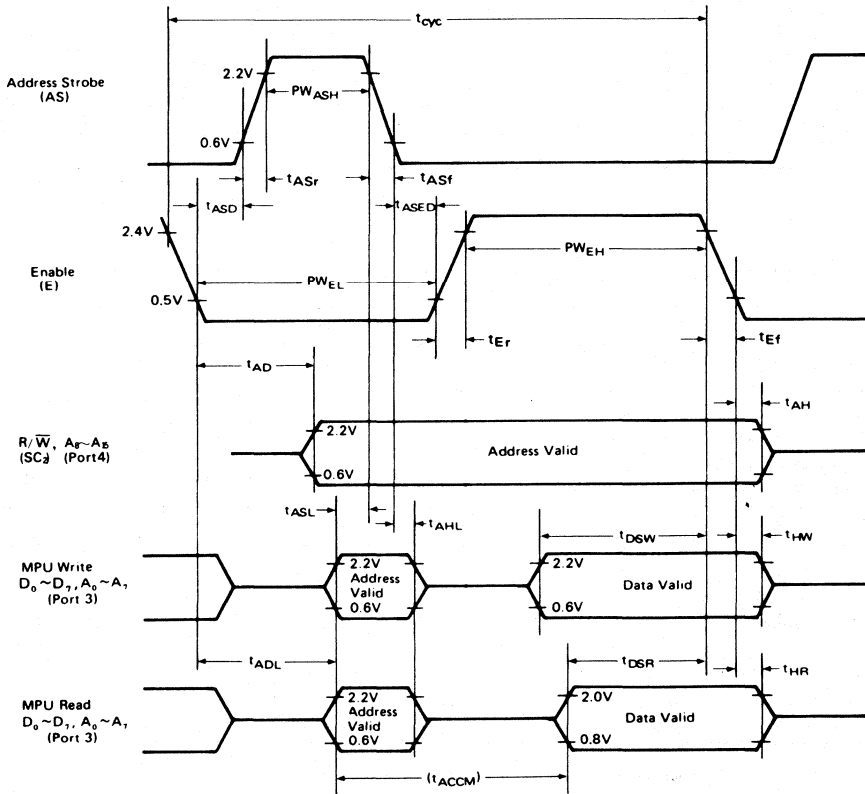 tcyc
Address Strobe
(AS)
2.2V
PWASH
0.6V
tASr
tASf
tASD
tASED
2.4V
Enable
(E)
PWEH
PWEL
0.5V
tEr
tEf
tAD
tAH
R/W̅, A8~A15
(SC2) (Port4)
2.2V
Address Valid
0.6V
tASL
tAHL
tDSW
tHW
MPU Write
D0~D7, A0~A7
(Port 3)
2.2V
Address
Valid
0.6V
2.2V
Data Valid
0.6V
tADL
tDSR
tHR
MPU Read
D0~D7, A0~A7
(Port 3)
2.2V
Address
Valid
0.6V
2.0V
Data Valid
0.8V
(tACCM)